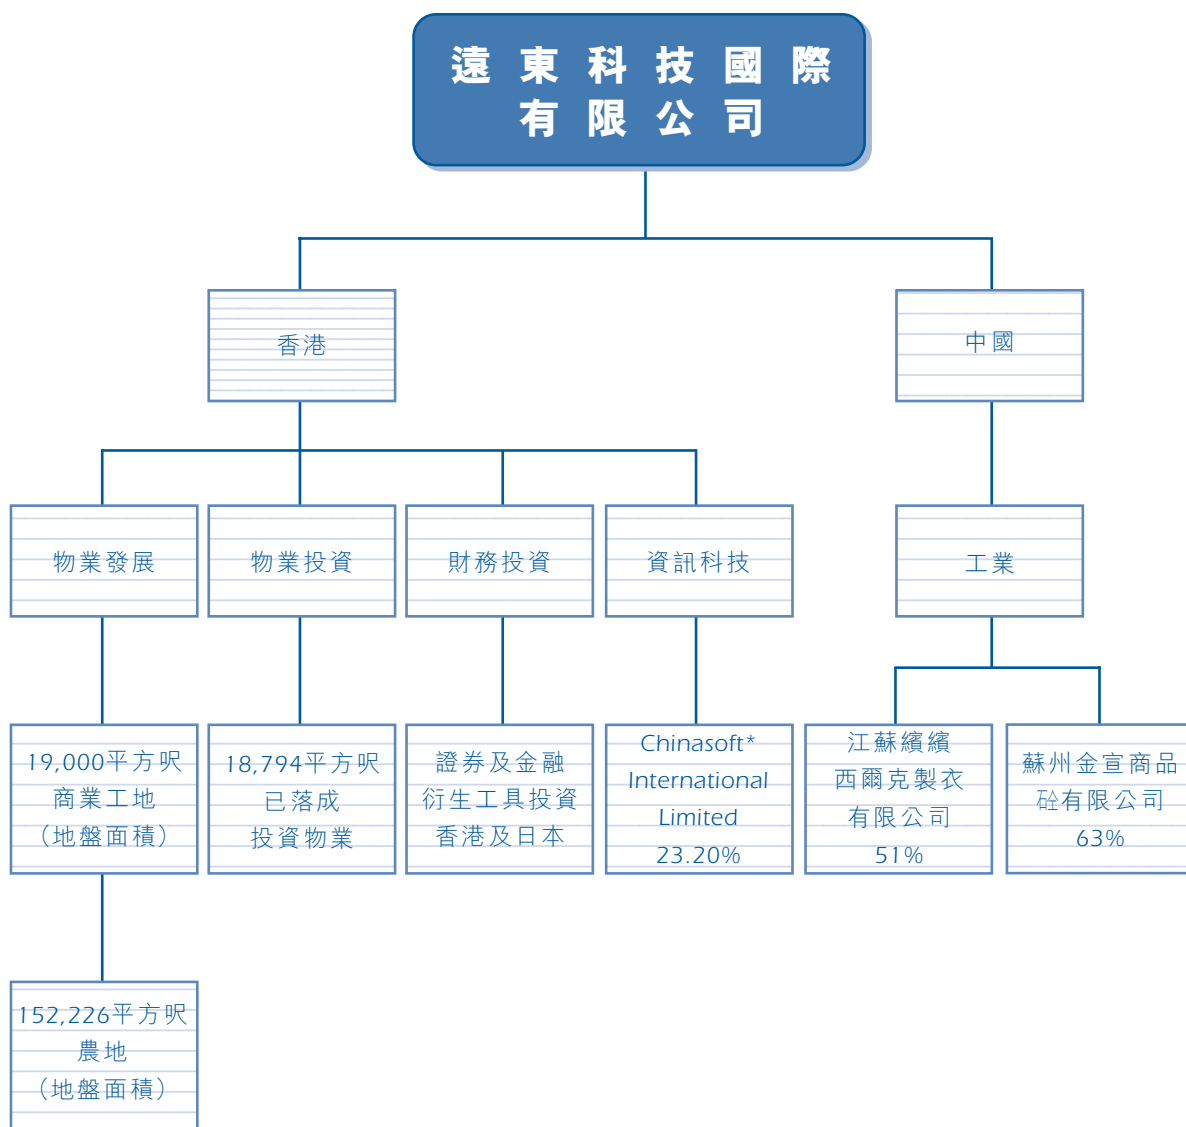 遠東科技國際
有限公司
香港
中國
物業發展
物業投資
財務投資
資訊科技
工業
19,000平方呎
商業工地
（地盤面積）
18,794平方呎
已落成
投資物業
證券及金融
衍生工具投資
香港及日本
Chinasoft*
International
Limited
23.20%
江蘇繽繽
西爾克製衣
有限公司
51%
蘇州金宣商品
砼有限公司
63%
152,226平方呎
農地
（地盤面積）